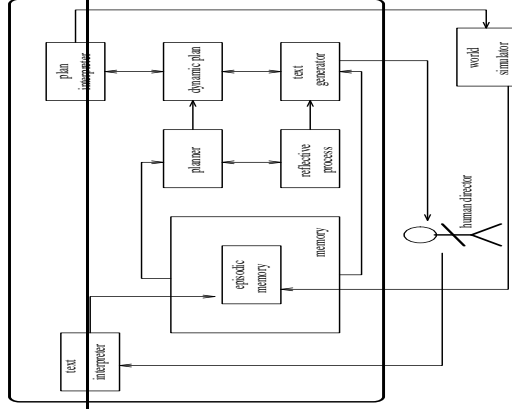 plan
interpreter
dynamic plan
text
generator
world
simulator
planner
reflective
process
human director
memory
episodic
memory
text
interpreter